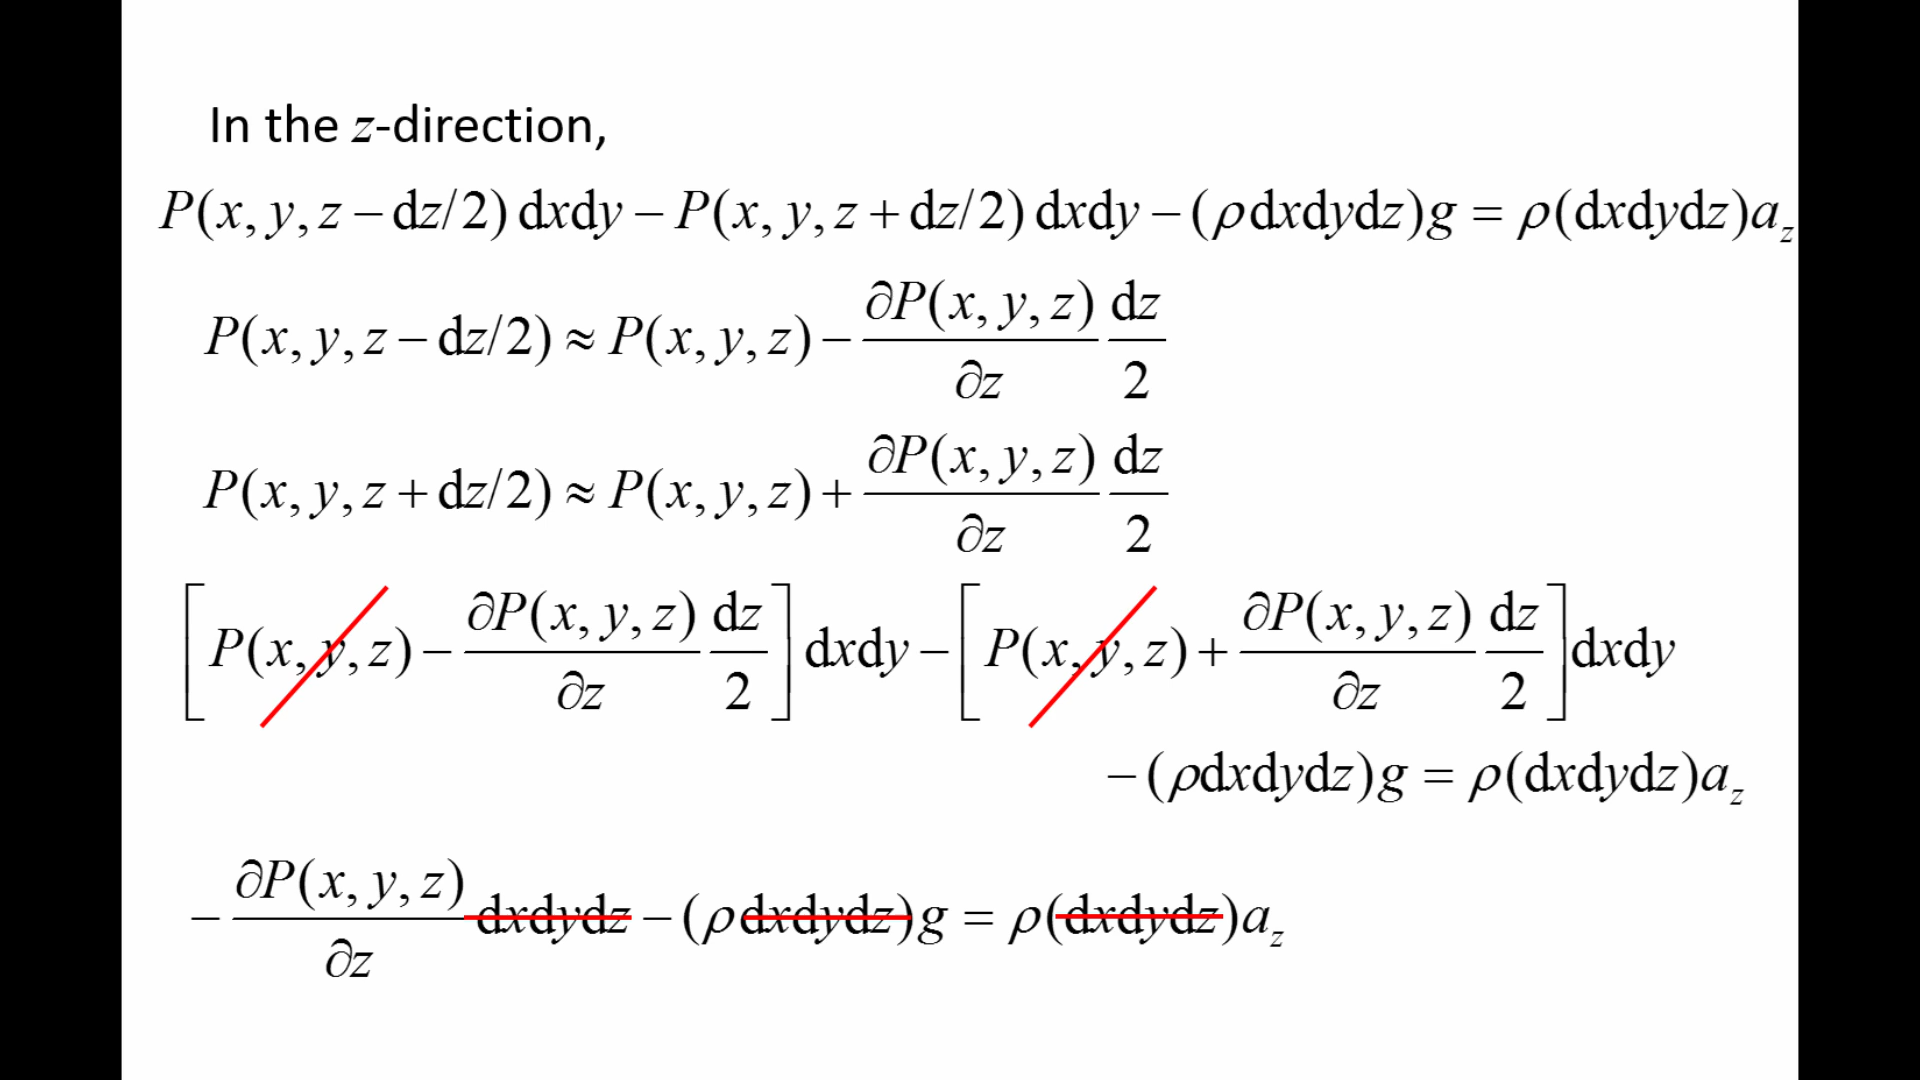 In the z-direction,
P(x, y, z − dz/2) dxdy − P(x, y, z + dz/2) dxdy − (ρdxdydz)g = ρ(dxdydz)a_z
P(x, y, z − dz/2) ≈ P(x, y, z) − ∂P(x, y, z)/∂z dz/2
P(x, y, z + dz/2) ≈ P(x, y, z) + ∂P(x, y, z)/∂z dz/2
[P(x, y, z) − ∂P(x, y, z)/∂z dz/2] dxdy − [P(x, y, z) + ∂P(x, y, z)/∂z dz/2] dxdy
− (ρdxdydz)g = ρ(dxdydz)a_z
− ∂P(x, y, z)/∂z dxdydz − (ρdxdydz)g = ρ(dxdydz)a_z